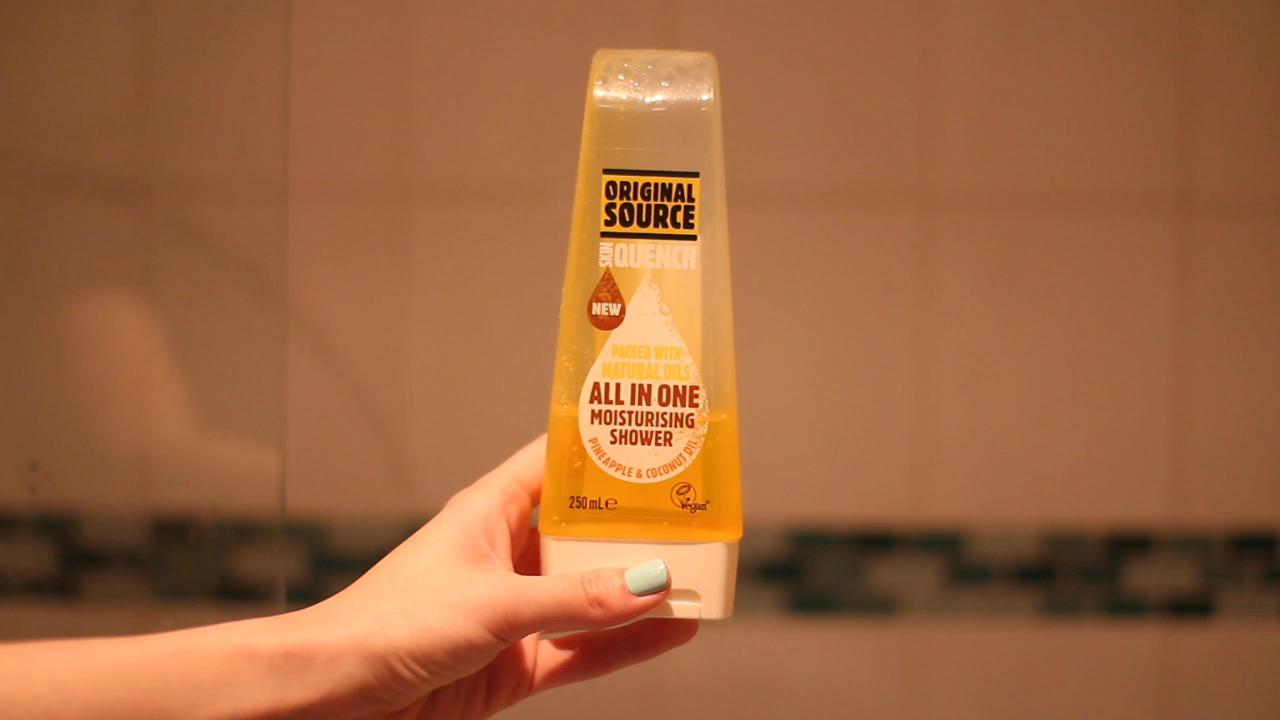 ORIGINAL
SOURCE
SKIN QUENCH
NEW
PACKED WITH
NATURAL OILS
ALL IN ONE
MOISTURISING
SHOWER
PINEAPPLE & COCONUT OIL
250 mL ℮
Vegan